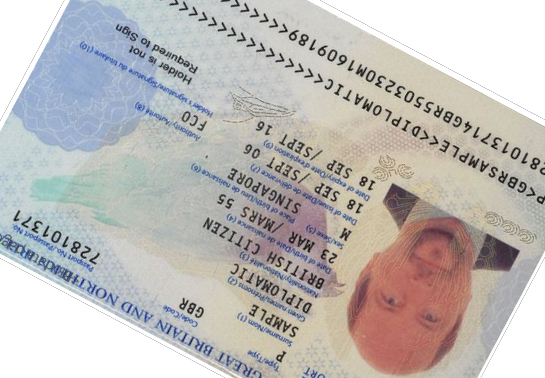 GREAT BRITAIN AND NORTHERN
Type/Type
P
Code/Code
GBR
Passport No./Passeport No.
728101371
Surname/Nom (1)
SAMPLE
Given names/Prénoms (2)
DIPLOMATIC
Nationality/Nationalité (3)
BRITISH CITIZEN
Date of birth/Date de naissance (4)
23 MAR /MARS 55
Sex/Sexe (5)
M
Place of birth/Lieu de naissance (6)
SINGAPORE
Date of issue/Date de délivrance (7)
18 SEP /SEPT 06
Authority/Autorité (8)
FCO
Date of expiry/Date d'expiration (9)
18 SEP /SEPT 16
Holder's signature/Signature du titulaire (10)
Holder is not
Required to Sign
P<GBRSAMPLE<<DIPLOMATIC<<<<<<<<<<<<
7281013714GBR5503230M1609189<<<<<<<<